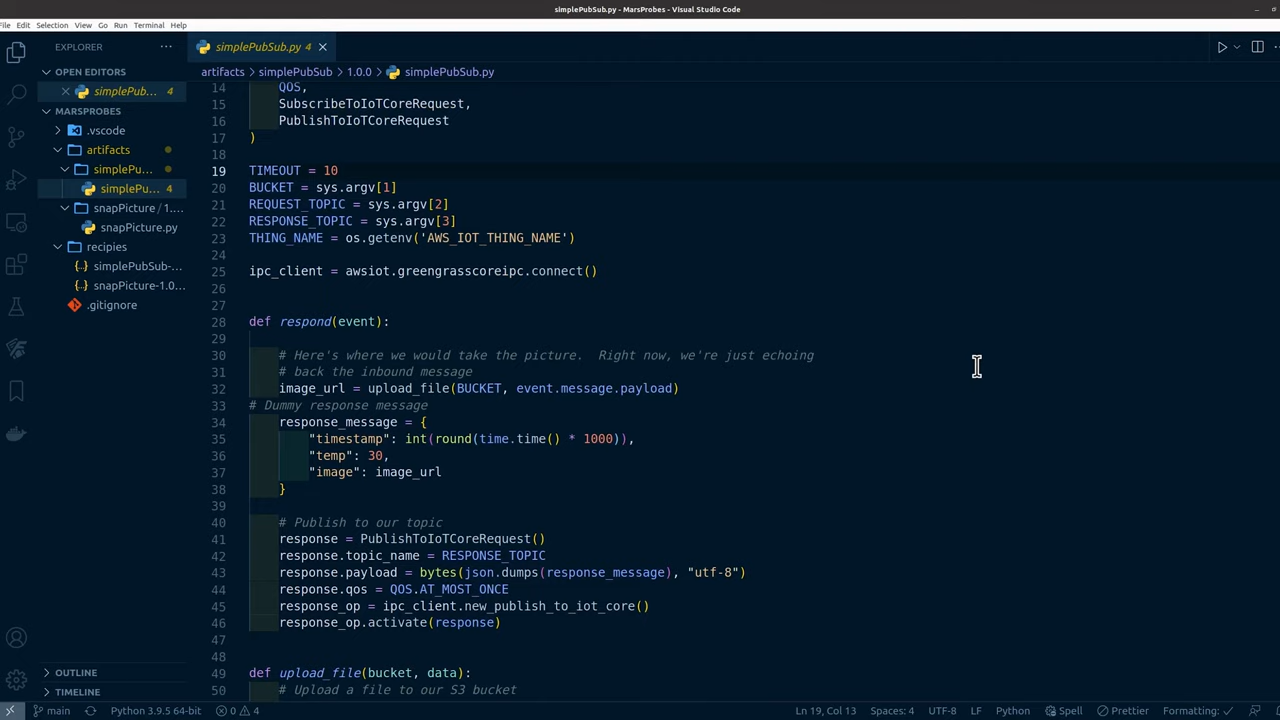 simplePubSub.py - MarsProbes - Visual Studio Code
File Edit Selection View Go Run Terminal Help
EXPLORER
simplePubSub.py 4
OPEN EDITORS
simplePub... 4
MARSPROBES
.vscode
artifacts
simplePu...
simplePu... 4
snapPicture / 1....
snapPicture.py
recipies
simplePubSub-...
snapPicture-1.0...
.gitignore
OUTLINE
TIMELINE
artifacts > simplePubSub > 1.0.0 > simplePubSub.py
14 QOS,
15 SubscribeToIoTCoreRequest,
16 PublishToIoTCoreRequest
17 )
18
19 TIMEOUT = 10
20 BUCKET = sys.argv[1]
21 REQUEST_TOPIC = sys.argv[2]
22 RESPONSE_TOPIC = sys.argv[3]
23 THING_NAME = os.getenv('AWS_IOT_THING_NAME')
24
25 ipc_client = awsiot.greengrasscoreipc.connect()
26
27
28 def respond(event):
29
30 # Here's where we would take the picture.  Right now, we're just echoing
31 # back the inbound message
32 image_url = upload_file(BUCKET, event.message.payload)
33 # Dummy response message
34 response_message = {
35 "timestamp": int(round(time.time() * 1000)),
36 "temp": 30,
37 "image": image_url
38 }
39
40 # Publish to our topic
41 response = PublishToIoTCoreRequest()
42 response.topic_name = RESPONSE_TOPIC
43 response.payload = bytes(json.dumps(response_message), "utf-8")
44 response.qos = QOS.AT_MOST_ONCE
45 response_op = ipc_client.new_publish_to_iot_core()
46 response_op.activate(response)
47
48
49 def upload_file(bucket, data):
50 # Upload a file to our S3 bucket
main Python 3.9.5 64-bit 0 4 Ln 19, Col 13 Spaces: 4 UTF-8 LF Python Spell Prettier Formatting: